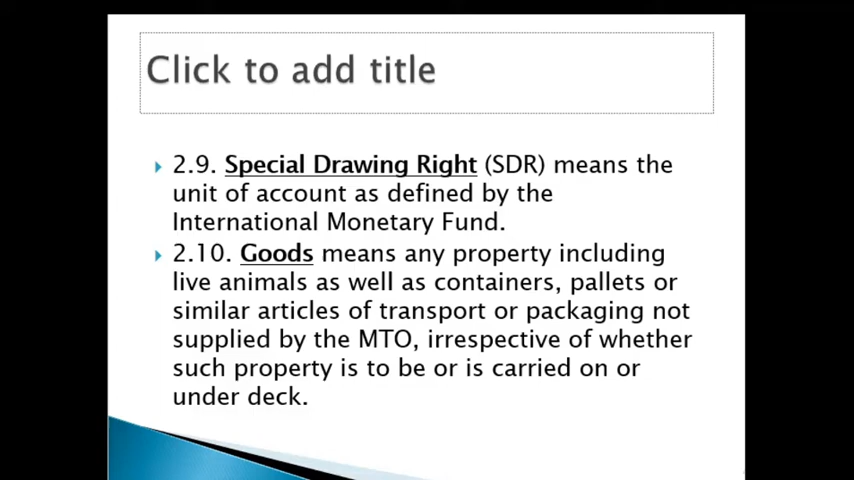 Click to add title
2.9. Special Drawing Right (SDR) means the
unit of account as defined by the
International Monetary Fund.
2.10. Goods means any property including
live animals as well as containers, pallets or
similar articles of transport or packaging not
supplied by the MTO, irrespective of whether
such property is to be or is carried on or
under deck.